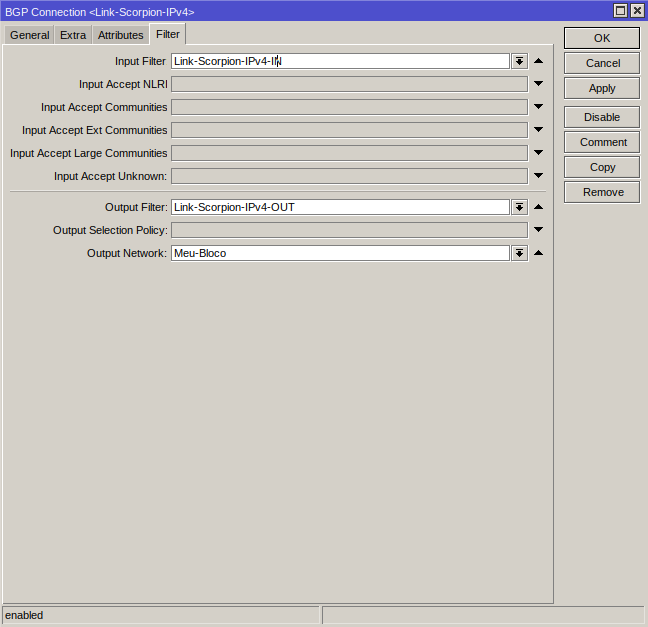 BGP Connection <Link-Scorpion-IPv4>
General Extra Attributes Filter
Input Filter Link-Scorpion-IPv4-IN
Input Accept NLRI
Input Accept Communities
Input Accept Ext Communities
Input Accept Large Communities
Input Accept Unknown:
Output Filter: Link-Scorpion-IPv4-OUT
Output Selection Policy:
Output Network: Meu-Bloco
OK
Cancel
Apply
Disable
Comment
Copy
Remove
enabled